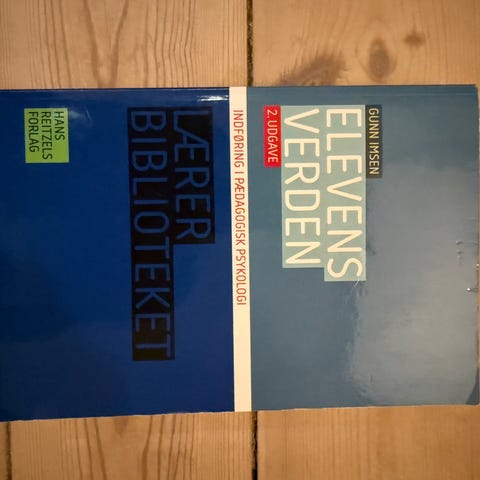 GUNN IMSEN
ELEVENS
VERDEN
2. UDGAVE
INDFØRING I PÆDAGOGISK PSYKOLOGI
LÆRER
BIBLIOTEKET
HANS
REITZELS
FORLAG